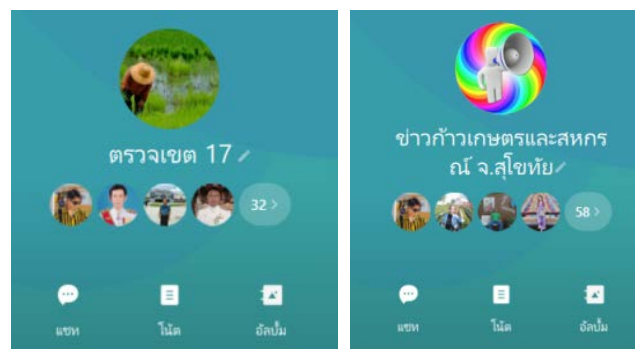 ตรวจเขต 17
32 >
แชท
โน้ต
อัลบั้ม
ข่าวก้าวเกษตรและสหกร
ณ์ จ.สุโขทัย
58 >
แชท
โน้ต
อัลบั้ม